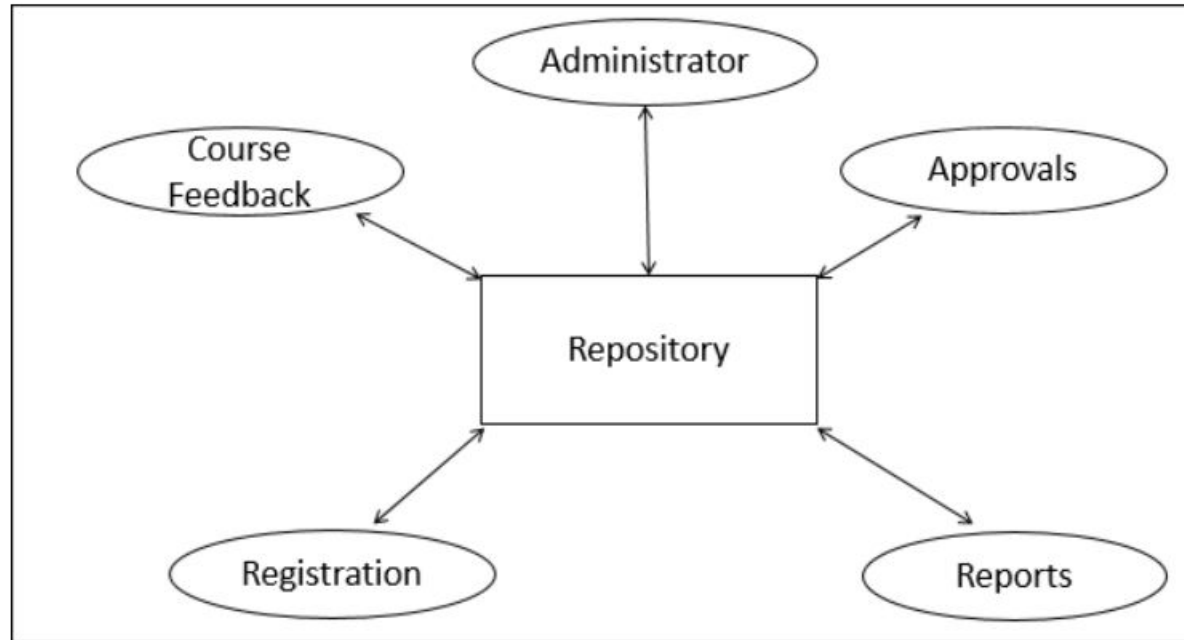 Administrator
Course
Feedback
Approvals
Repository
Registration
Reports